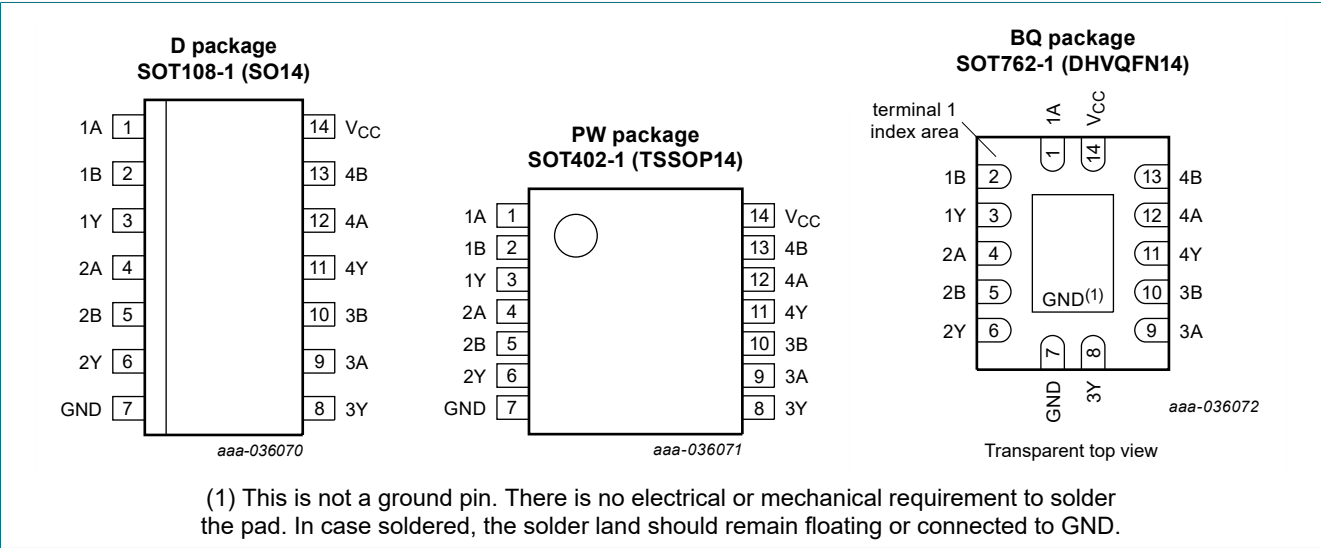 D package
SOT108-1 (SO14)
1A 1 14 VCC
1B 2 13 4B
1Y 3 12 4A
2A 4 11 4Y
2B 5 10 3B
2Y 6 9 3A
GND 7 8 3Y
aaa-036070
PW package
SOT402-1 (TSSOP14)
1A 1 14 VCC
1B 2 13 4B
1Y 3 12 4A
2A 4 11 4Y
2B 5 10 3B
2Y 6 9 3A
GND 7 8 3Y
aaa-036071
BQ package
SOT762-1 (DHVQFN14)
terminal 1
index area
1A VCC
1 14
1B 2 13 4B
1Y 3 12 4A
2A 4 11 4Y
2B 5 GND(1) 10 3B
2Y 6 9 3A
7 8
GND 3Y
aaa-036072
Transparent top view
(1) This is not a ground pin. There is no electrical or mechanical requirement to solder
the pad. In case soldered, the solder land should remain floating or connected to GND.